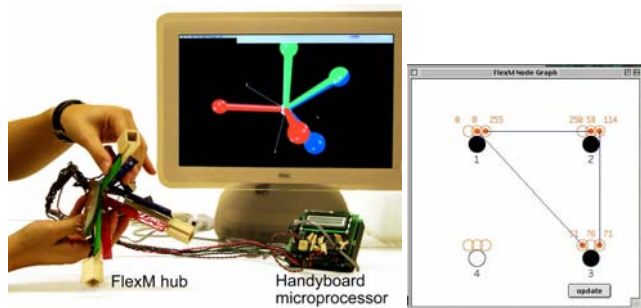 FlexM hub
Handyboard
microprocessor
FlexM Node Graph
0 0 255
250 58 114
1
2
76 71
4
3
update